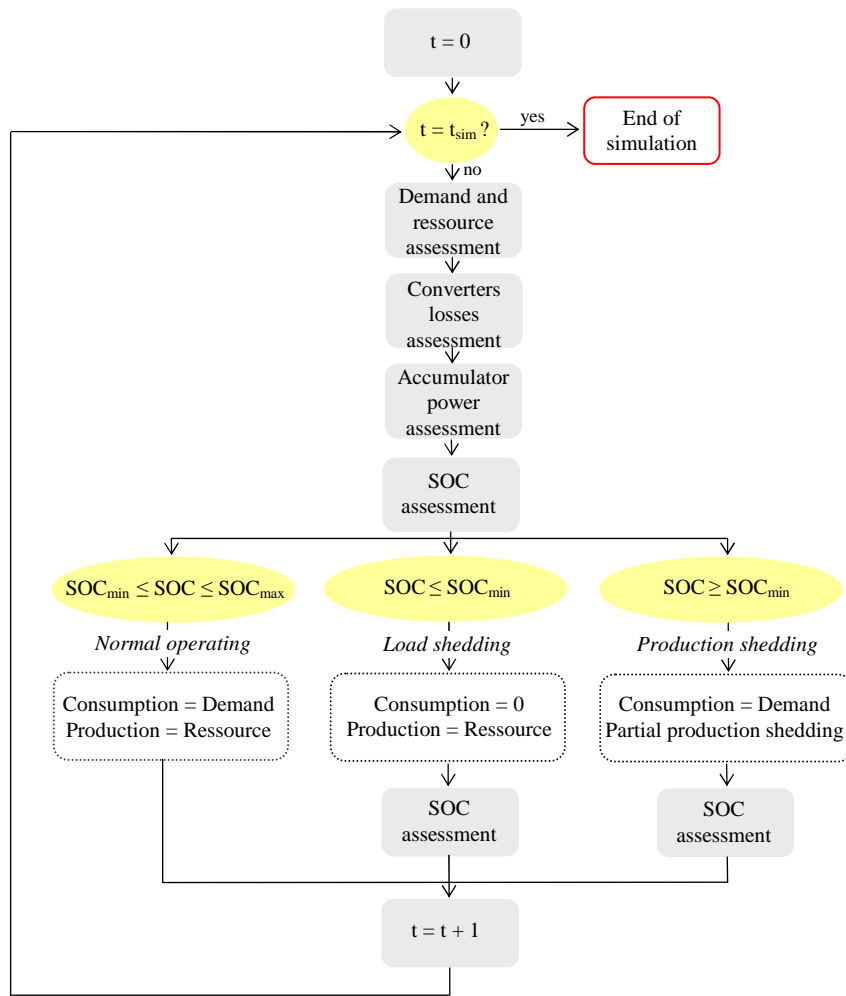 t = 0
t = tsim ?
yes
End of
simulation
no
Demand and
ressource
assessment
Converters
losses
assessment
Accumulator
power
assessment
SOC
assessment
SOCmin ≤ SOC ≤ SOCmax
SOC ≤ SOCmin
SOC ≥ SOCmin
Normal operating
Load shedding
Production shedding
Consumption = Demand
Production = Ressource
Consumption = 0
Production = Ressource
Consumption = Demand
Partial production shedding
SOC
assessment
SOC
assessment
t = t + 1